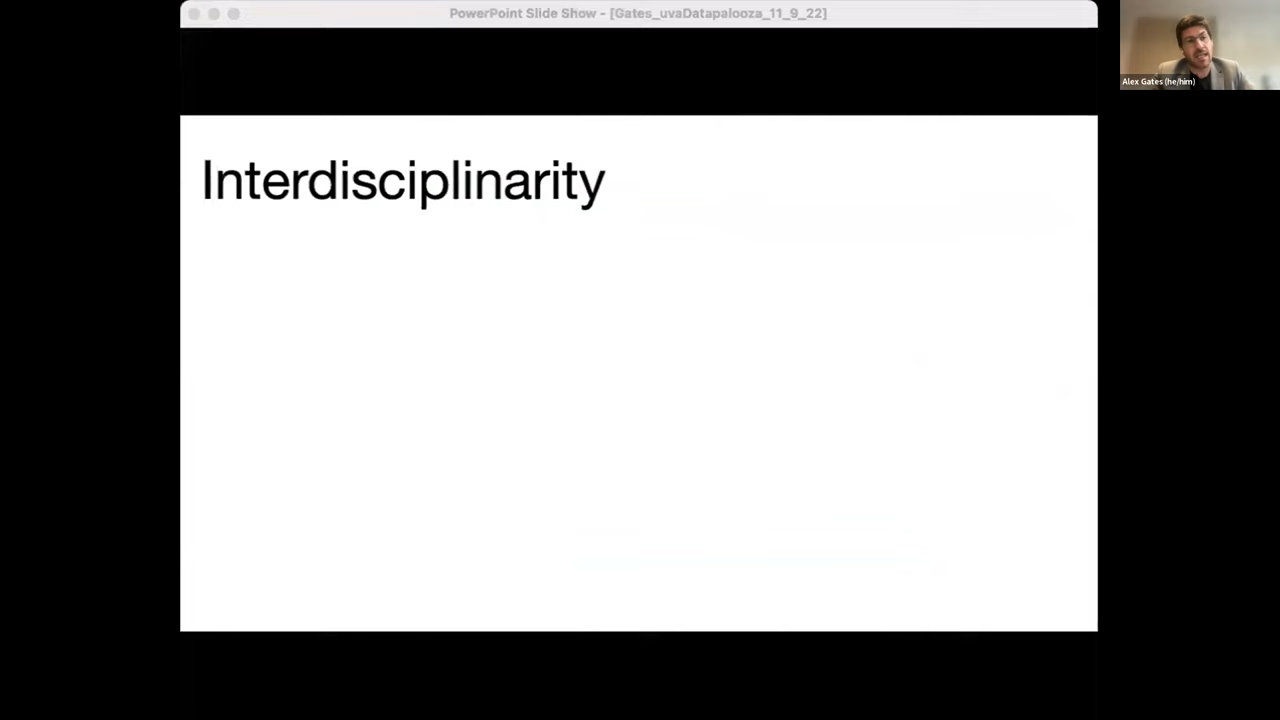 PowerPoint Slide Show - [Gates_uvaDatapalooza_11_9_22]
Alex Gates (he/him)
Interdisciplinarity